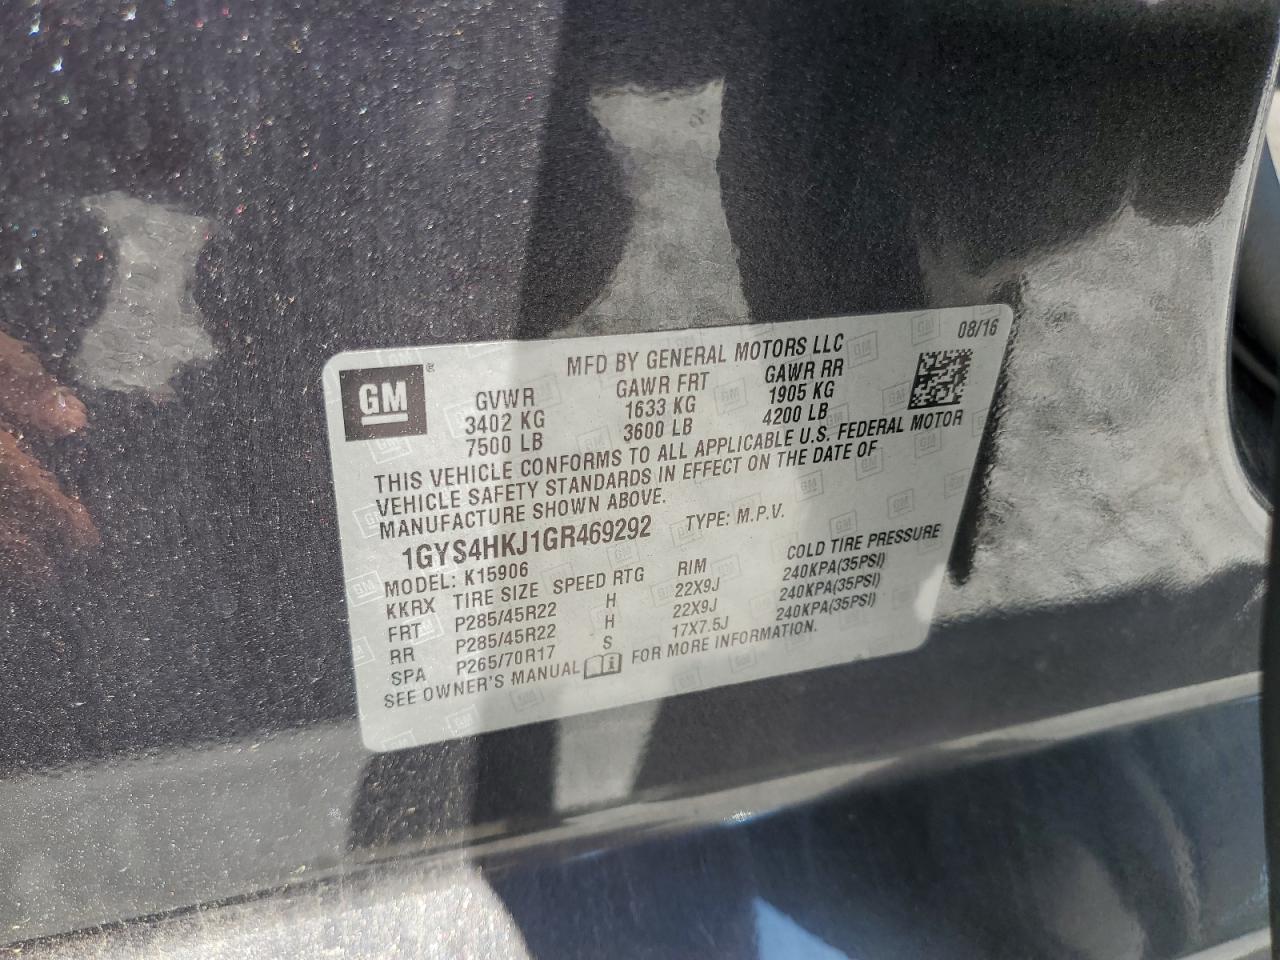 08/16
GM ®
MFD BY GENERAL MOTORS LLC
GVWR GAWR FRT GAWR RR
3402 KG 1633 KG 1905 KG
7500 LB 3600 LB 4200 LB
THIS VEHICLE CONFORMS TO ALL APPLICABLE U.S. FEDERAL MOTOR
VEHICLE SAFETY STANDARDS IN EFFECT ON THE DATE OF
MANUFACTURE SHOWN ABOVE.
1GYS4HKJ1GR469292 TYPE: M.P.V.
MODEL: K15906
KKRX TIRE SIZE SPEED RTG RIM COLD TIRE PRESSURE
FRT P285/45R22 H 22X9J 240KPA(35PSI)
RR P285/45R22 H 22X9J 240KPA(35PSI)
SPA P265/70R17 S 17X7.5J 240KPA(35PSI)
SEE OWNER'S MANUAL FOR MORE INFORMATION.